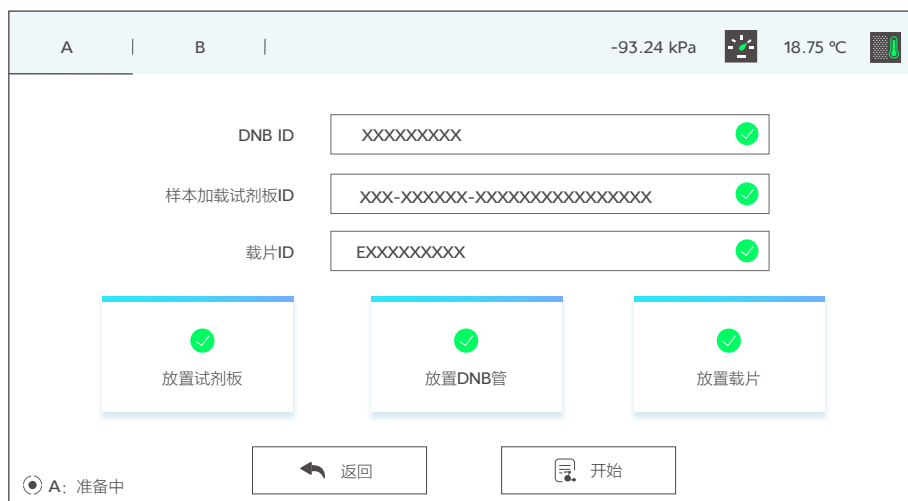 A | B | -93.24 kPa 18.75 ℃
DNB ID XXXXXXXXX
样本加载试剂板ID XXX-XXXXXX-XXXXXXXXXXXXXXX
载片ID EXXXXXXXXX
放置试剂板 放置DNB管 放置载片
返回 开始
A: 准备中